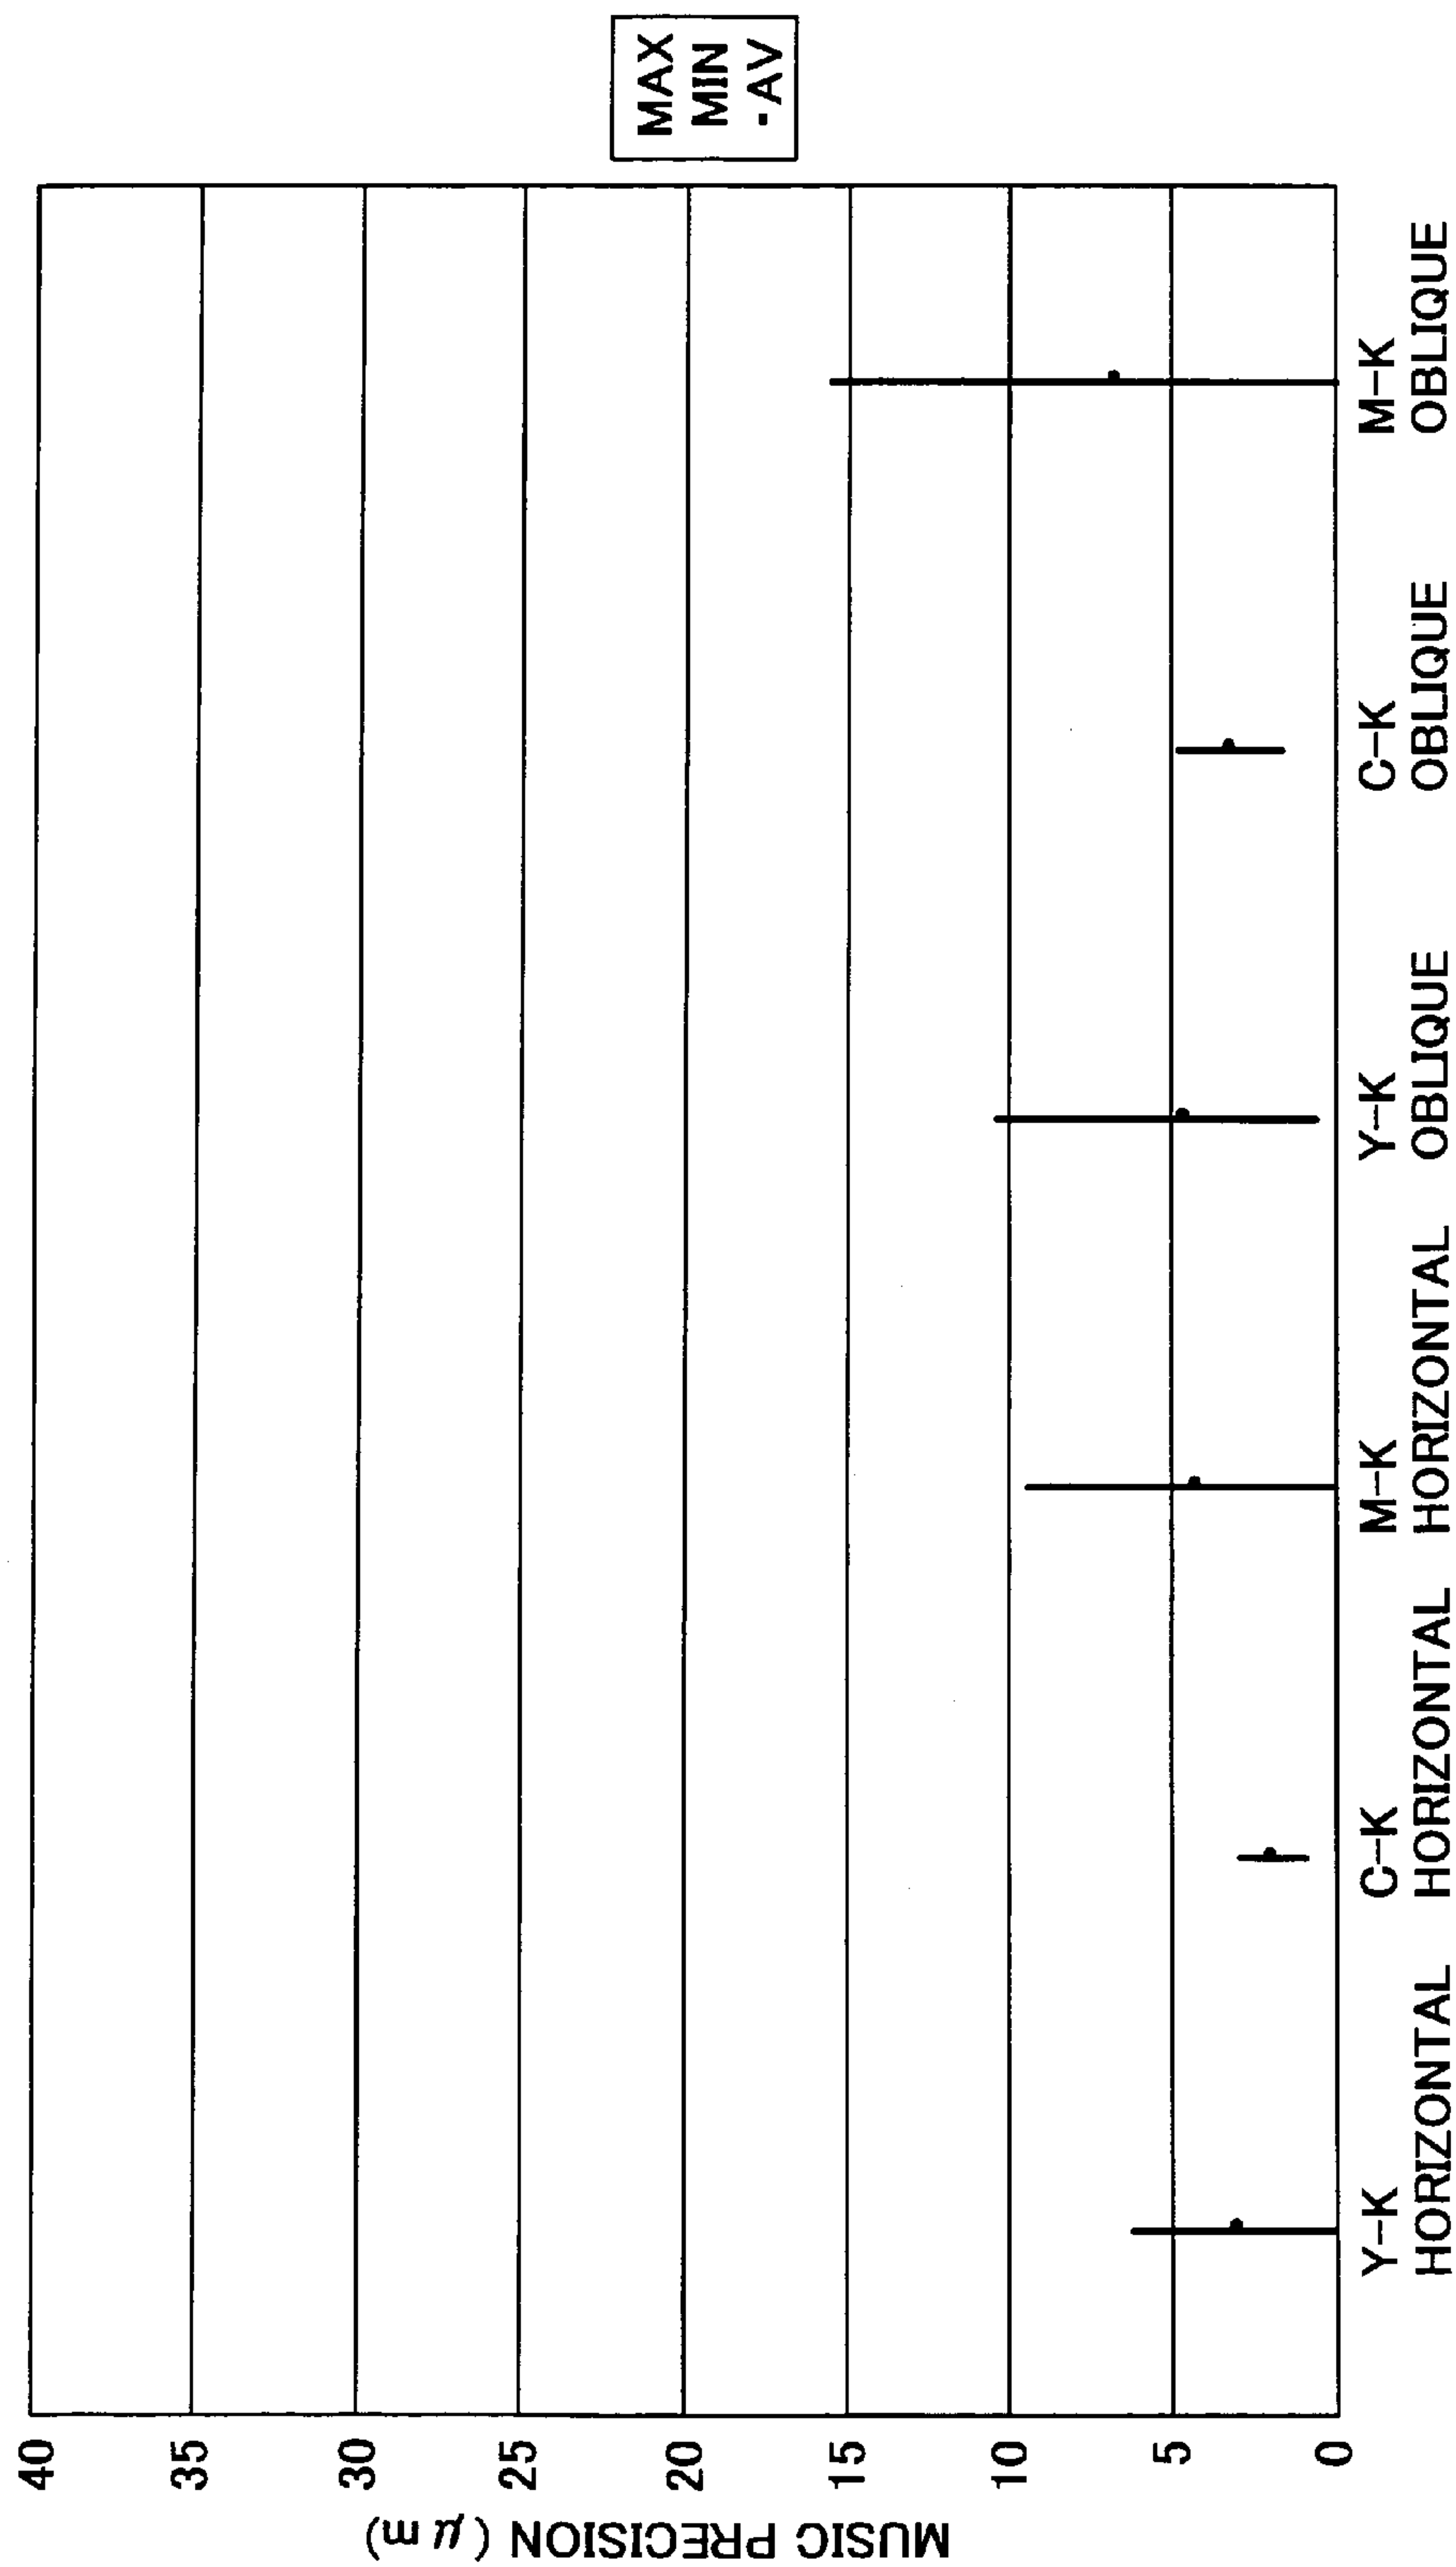 MUSIC PRECISION (μm)
40
35
30
25
20
15
10
5
0
Y-K
HORIZONTAL
C-K
HORIZONTAL
M-K
HORIZONTAL
Y-K
OBLIQUE
C-K
OBLIQUE
M-K
OBLIQUE
MAX
MIN
- AV